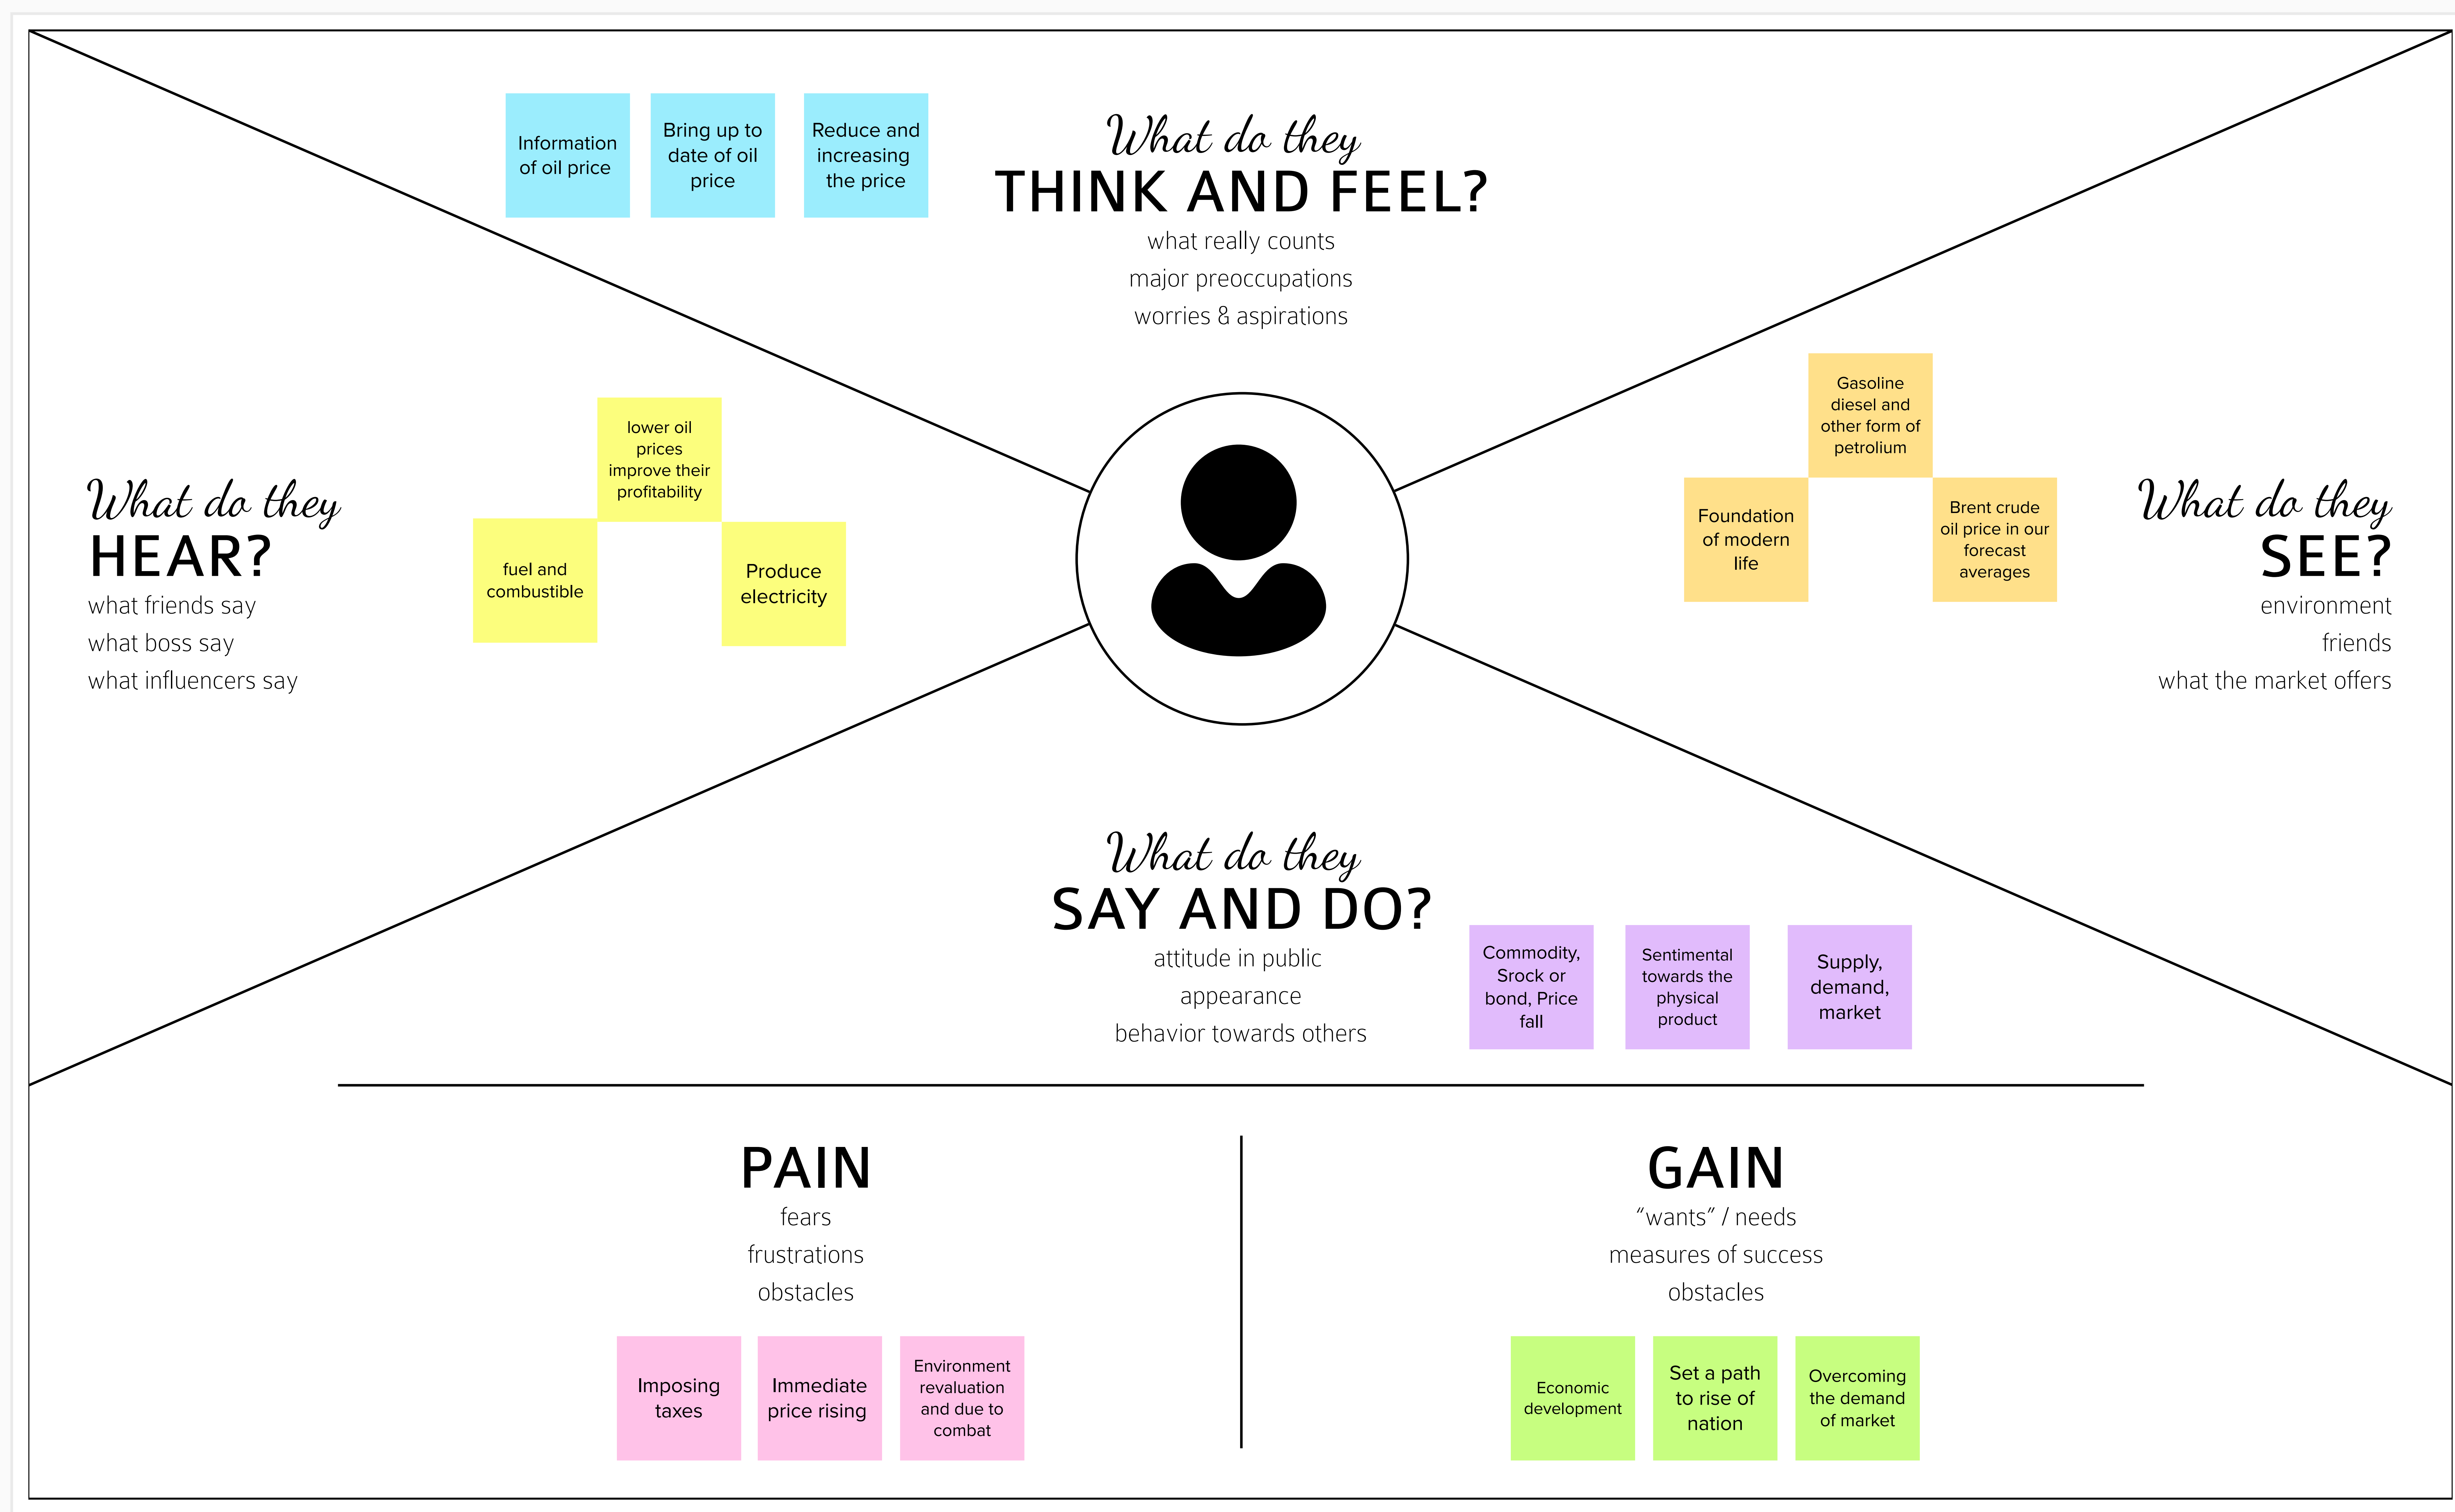 Information
of oil price
Bring up to
date of oil
price
Reduce and
increasing
the price
What do they
THINK AND FEEL?
what really counts
major preoccupations
worries & aspirations
What do they
HEAR?
what friends say
what boss say
what influencers say
lower oil
prices
improve their
profitability
fuel and
combustible
Produce
electricity
Gasoline
diesel and
other form of
petrolium
Foundation
of modern
life
Brent crude
oil price in our
forecast
averages
What do they
SEE?
environment
friends
what the market offers
What do they
SAY AND DO?
attitude in public
appearance
behavior towards others
Commodity,
Srock or
bond, Price
fall
Sentimental
towards the
physical
product
Supply,
demand,
market
PAIN
fears
frustrations
obstacles
Imposing
taxes
Immediate
price rising
Environment
revaluation
and due to
combat
GAIN
“wants” / needs
measures of success
obstacles
Economic
development
Set a path
to rise of
nation
Overcoming
the demand
of market